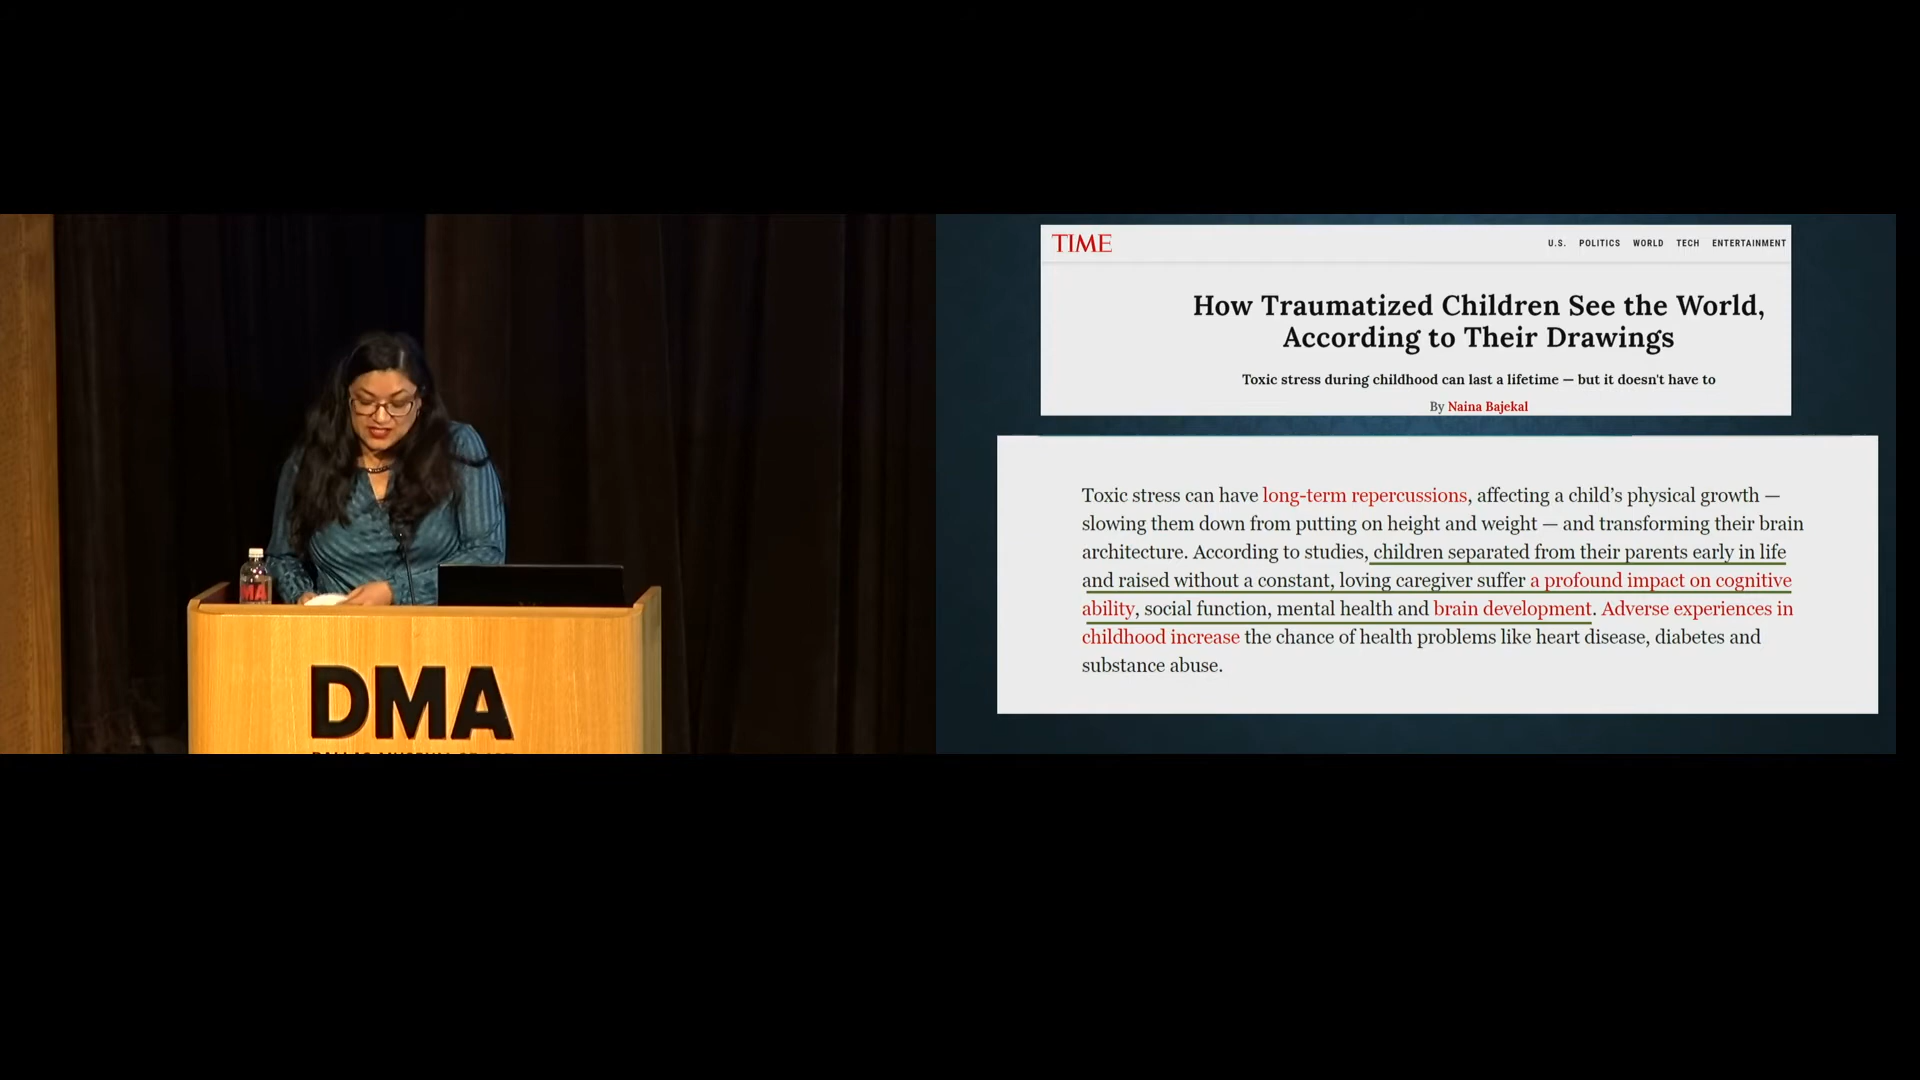 MA
DMA
TIME
U.S. POLITICS WORLD TECH ENTERTAINMENT
How Traumatized Children See the World,
According to Their Drawings
Toxic stress during childhood can last a lifetime — but it doesn't have to
By Naina Bajekal
Toxic stress can have long-term repercussions, affecting a child’s physical growth —
slowing them down from putting on height and weight — and transforming their brain
architecture. According to studies, children separated from their parents early in life
and raised without a constant, loving caregiver suffer a profound impact on cognitive
ability, social function, mental health and brain development. Adverse experiences in
childhood increase the chance of health problems like heart disease, diabetes and
substance abuse.